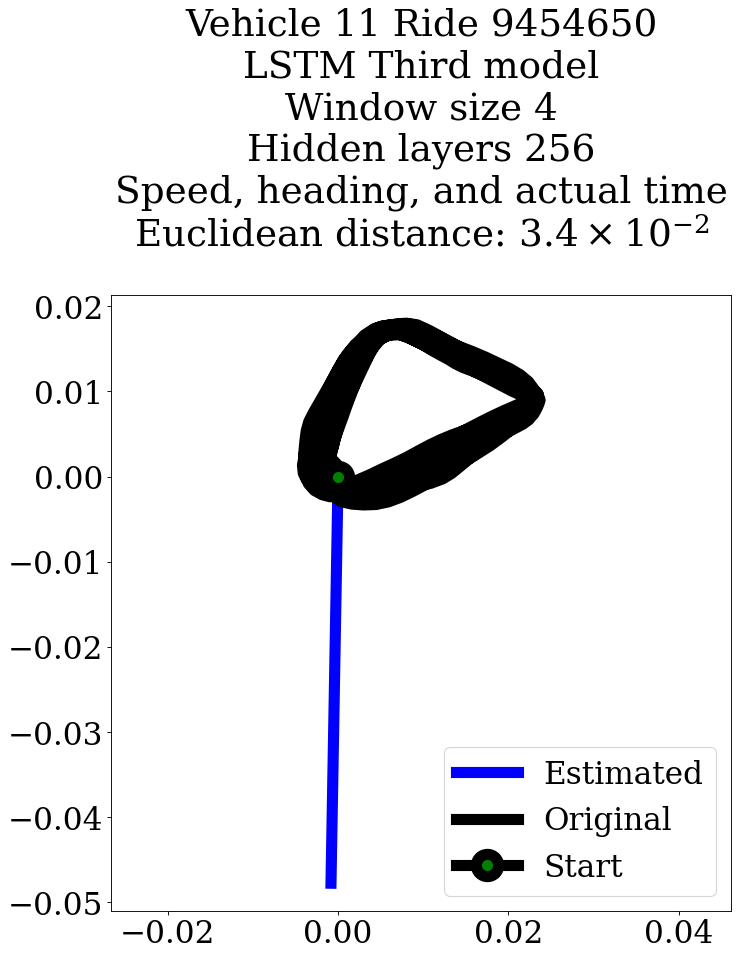 Vehicle 11 Ride 9454650
LSTM Third model
Window size 4
Hidden layers 256
Speed, heading, and actual time
Euclidean distance: 3.4 × 10⁻²
0.02
0.01
0.00
−0.01
−0.02
−0.03
−0.04
−0.05
Estimated
Original
Start
−0.02 0.00 0.02 0.04